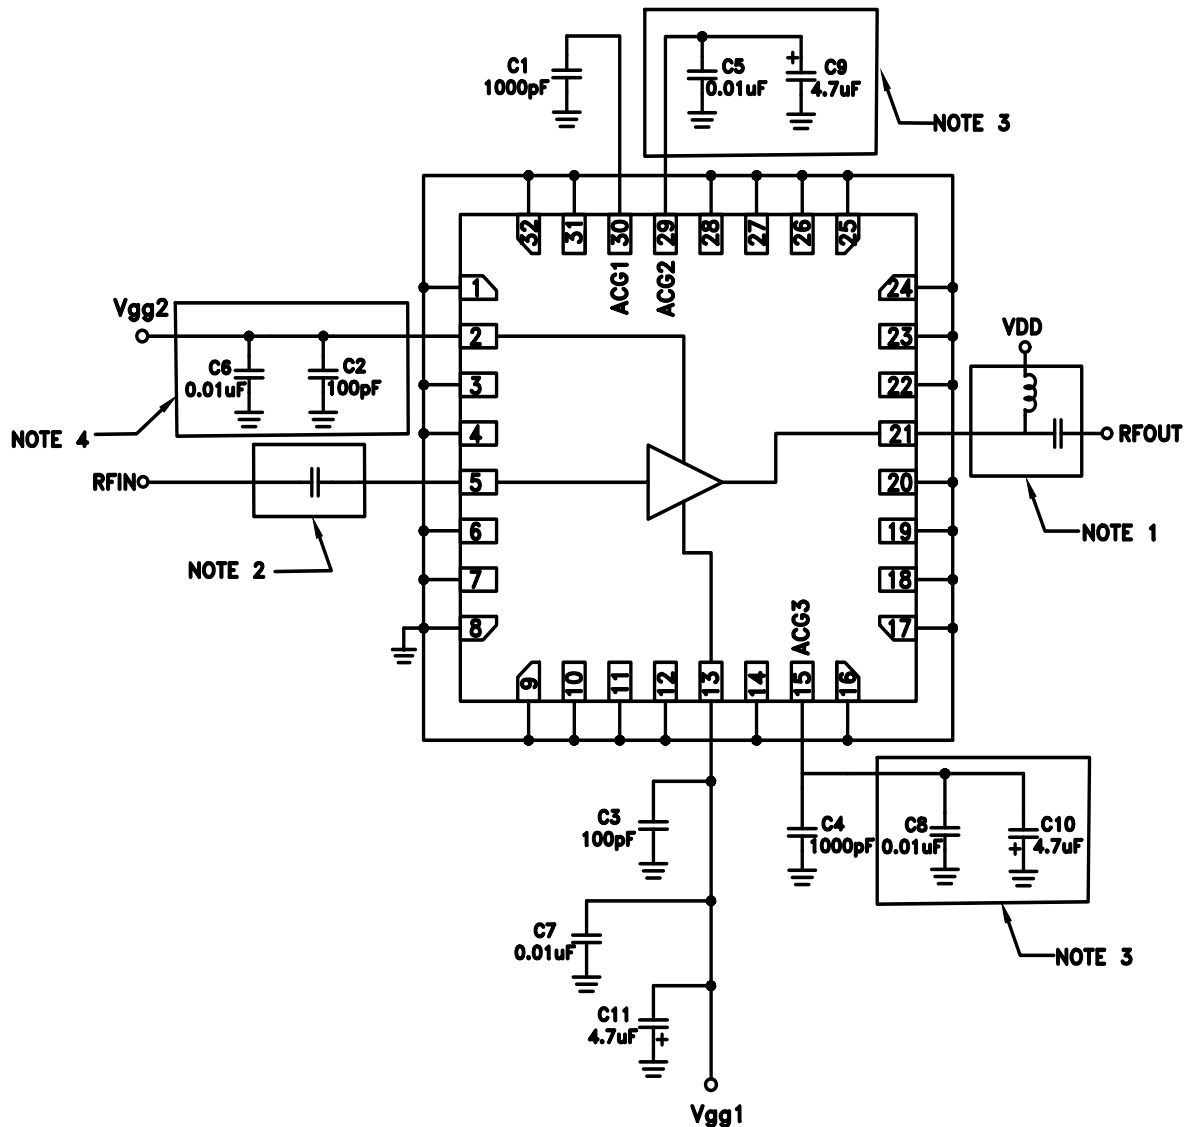 C1
1000pF
C5
0.01uF
+
C9
4.7uF
NOTE 3
32
31
30
29
28
27
26
25
ACG1
ACG2
1
2
3
4
5
6
7
8
24
23
22
21
20
19
18
17
Vgg2
C6
0.01uF
C2
100pF
NOTE 4
RFIN
NOTE 2
VDD
RFOUT
NOTE 1
ACG3
9
10
11
12
13
14
15
16
C3
100pF
C4
1000pF
C8
0.01uF
C10
+
4.7uF
C7
0.01uF
NOTE 3
C11
4.7uF
+
Vgg1